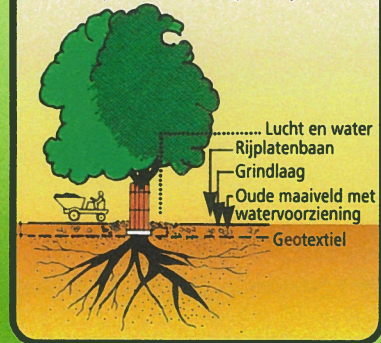 Lucht en water
Rijplatenbaan
Grindlaag
Oude maaiveld met
watervoorziening
Geotextiel